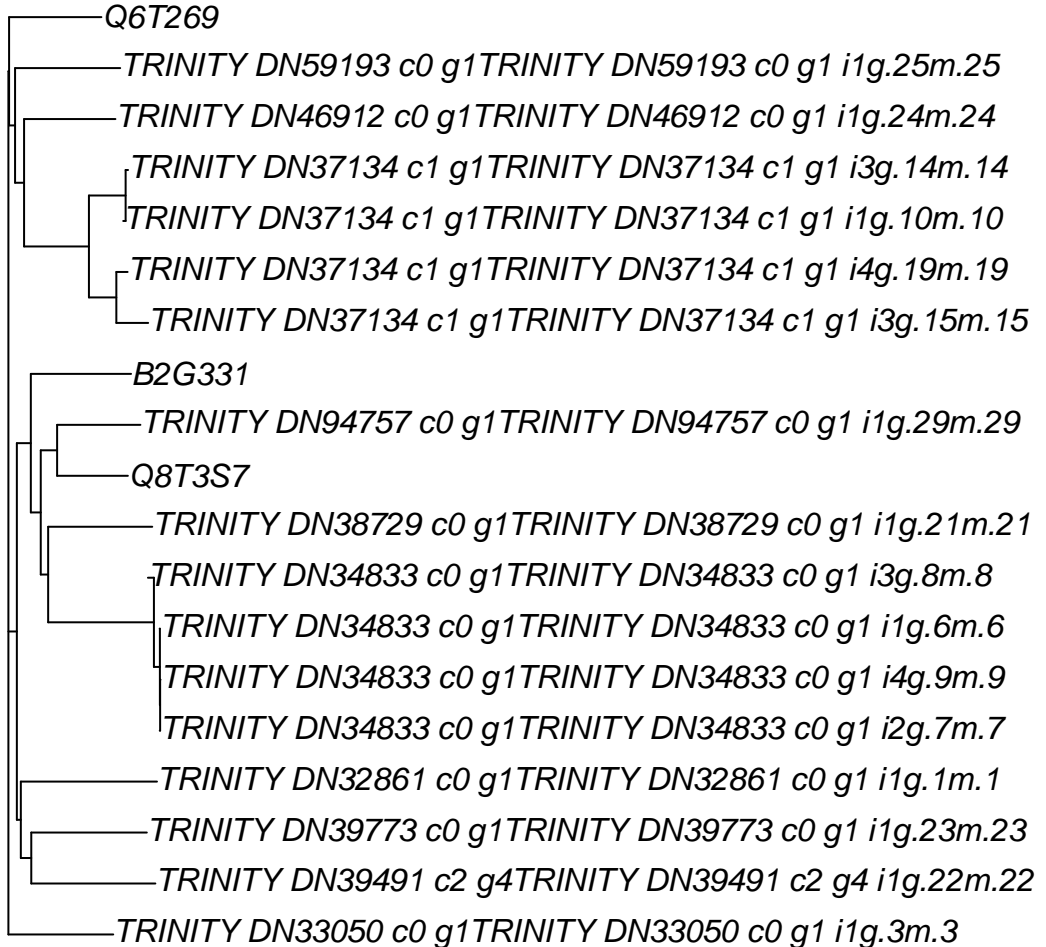 Q6T269
TRINITY DN59193 c0 g1TRINITY DN59193 c0 g1 i1g.25m.25
TRINITY DN46912 c0 g1TRINITY DN46912 c0 g1 i1g.24m.24
TRINITY DN37134 c1 g1TRINITY DN37134 c1 g1 i3g.14m.14
TRINITY DN37134 c1 g1TRINITY DN37134 c1 g1 i1g.10m.10
TRINITY DN37134 c1 g1TRINITY DN37134 c1 g1 i4g.19m.19
TRINITY DN37134 c1 g1TRINITY DN37134 c1 g1 i3g.15m.15
B2G331
TRINITY DN94757 c0 g1TRINITY DN94757 c0 g1 i1g.29m.29
Q8T3S7
TRINITY DN38729 c0 g1TRINITY DN38729 c0 g1 i1g.21m.21
TRINITY DN34833 c0 g1TRINITY DN34833 c0 g1 i3g.8m.8
TRINITY DN34833 c0 g1TRINITY DN34833 c0 g1 i1g.6m.6
TRINITY DN34833 c0 g1TRINITY DN34833 c0 g1 i4g.9m.9
TRINITY DN34833 c0 g1TRINITY DN34833 c0 g1 i2g.7m.7
TRINITY DN32861 c0 g1TRINITY DN32861 c0 g1 i1g.1m.1
TRINITY DN39773 c0 g1TRINITY DN39773 c0 g1 i1g.23m.23
TRINITY DN39491 c2 g4TRINITY DN39491 c2 g4 i1g.22m.22
TRINITY DN33050 c0 g1TRINITY DN33050 c0 g1 i1g.3m.3